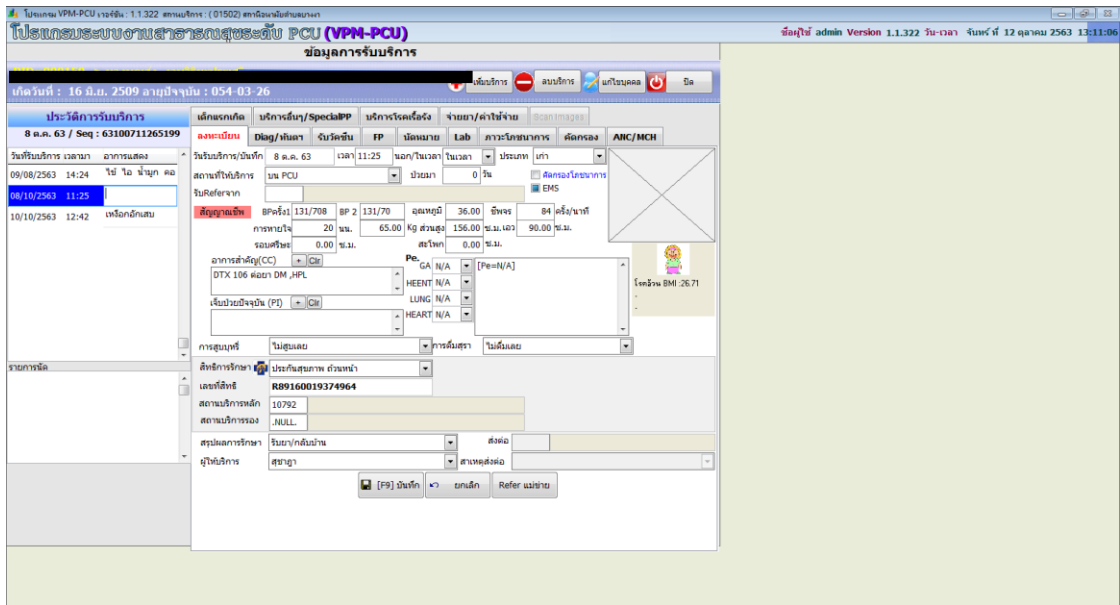 โปรแกรม VPM-PCU เวอร์ชัน : 1.1.322 สถานบริการ : ( 01502) สถานีอนามัยตำบลบางผา
โปรแกรมระบบงานสาธารณสุขระดับ PCU (VPM-PCU)
ชื่อผู้ใช้ admin Version 1.1.322 วัน-เวลา จันทร์ ที่ 12 ตุลาคม 2563 13:11:06
ข้อมูลการรับบริการ
เพิ่มบริการ ลบบริการ แก้ไขบุคคล ปิด
เกิดวันที่ : 16 มิ.ย. 2509 อายุปัจจุบัน : 054-03-26
ประวัติการรับบริการ
8 ต.ค. 63 / Seq : 63100711265199
วันที่รับบริการ เวลามา อาการแสดง
09/08/2563 14:24 ไข้ ไอ น้ำมูก คอ
08/10/2563 11:25
10/10/2563 12:42 เหงือกอักเสบ
รายการนัด
เด็กแรกเกิด บริการอื่นๆ/SpecialPP บริการโรคเรื้อรัง จ่ายยา/ค่าใช้จ่าย Scan Images
ลงทะเบียน Diag/หันตฯ รับวัคซีน FP นัดหมาย Lab ภาวะโภชนาการ คัดกรอง ANC/MCH
วันรับบริการ/บันทึก 8 ต.ค. 63 เวลา 11:25 นอก/ในเวลา ในเวลา ประเภท เก่า
สถานที่ให้บริการ บน PCU ป่วยมา 0 วัน คัดกรองโภชนาการ
รับReferจาก EMS
สัญญาณชีพ BPครั้ง1 131/708 BP 2 131/70 อุณหภูมิ 36.00 ชีพจร 84 ครั้ง/นาที
การหายใจ 20 นน. 65.00 Kg ส่วนสูง 156.00 ซ.ม. เอว 90.00 ซ.ม.
รอบศรีษะ 0.00 ซ.ม. สะโพก 0.00 ซ.ม.
อาการสำคัญ(CC) + Clr
DTX 106 ต่อยา DM ,HPL
เจ็บป่วยปัจจุบัน (PI) + Clr
Pe.
GA N/A [Pe=N/A]
HEENT N/A
LUNG N/A
HEART N/A
โรคอ้วน BMI :26.71
-
-
การสูบบุหรี่ ไม่สูบเลย การดื่มสุรา ไม่ดื่มเลย
สิทธิการรักษา ประกันสุขภาพ ถ้วนหน้า
เลขที่สิทธิ R89160019374964
สถานบริการหลัก 10792
สถานบริการรอง .NULL.
สรุปผลการรักษา รับยา/กลับบ้าน ส่งต่อ
ผู้ให้บริการ สุชาฎา สาเหตุส่งต่อ
[F9] บันทึก ยกเลิก Refer แม่ข่าย